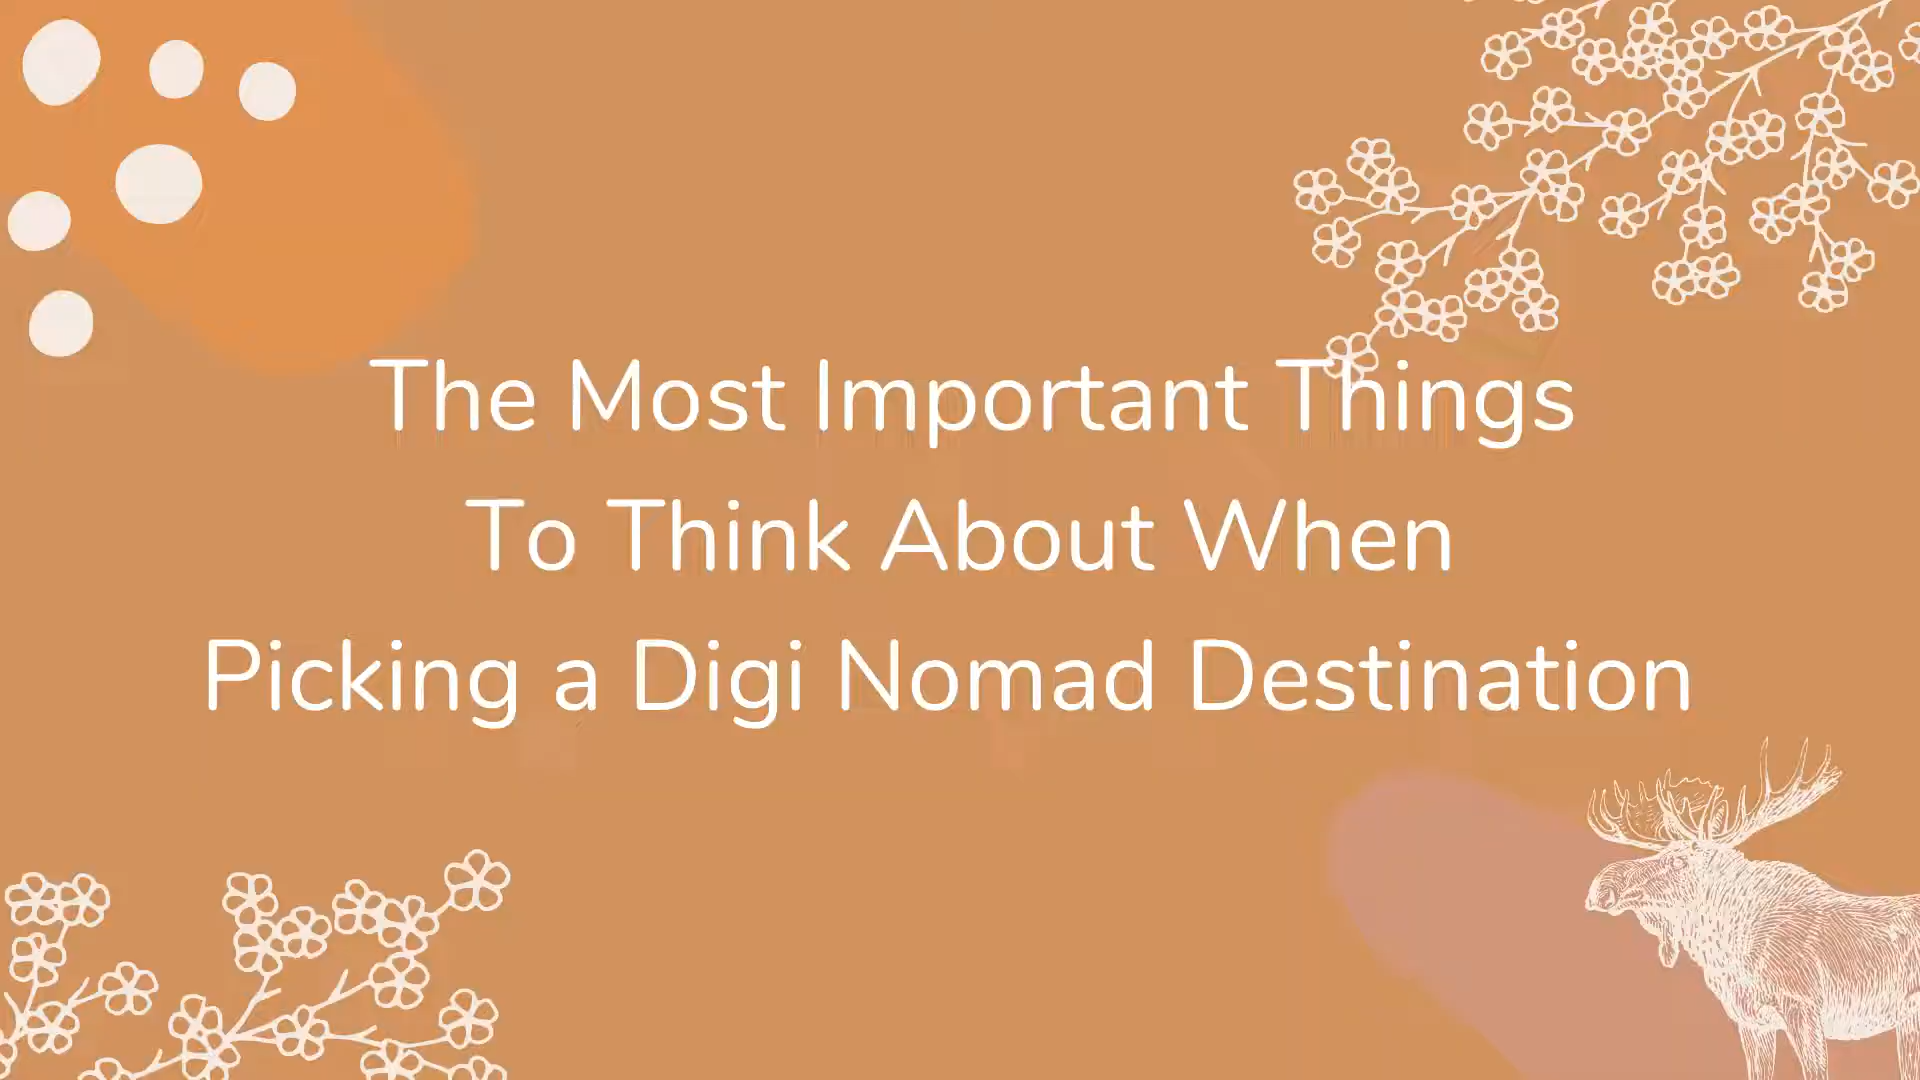 The Most Important Things
To Think About When
Picking a Digi Nomad Destination